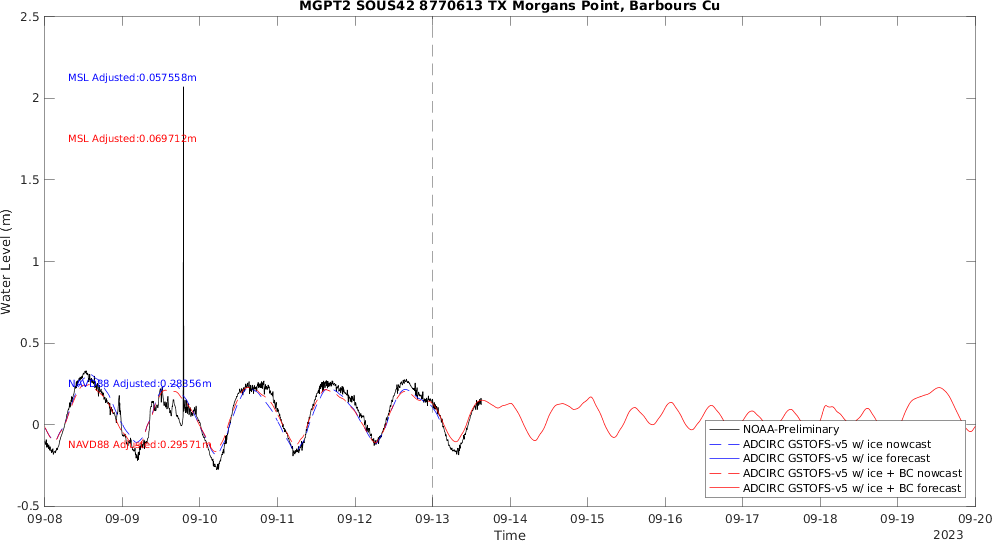 MGPT2 SOUS42 8770613 TX Morgans Point, Barbours Cu
2.5
2
1.5
1
0.5
0
-0.5
Water Level (m)
MSL Adjusted:0.057558m
MSL Adjusted:0.069712m
NAVD88 Adjusted:0.28356m
NAVD88 Adjusted:0.29571m
NOAA-Preliminary
ADCIRC GSTOFS-v5 w/ ice nowcast
ADCIRC GSTOFS-v5 w/ ice forecast
ADCIRC GSTOFS-v5 w/ ice + BC nowcast
ADCIRC GSTOFS-v5 w/ ice + BC forecast
09-08 09-09 09-10 09-11 09-12 09-13 09-14 09-15 09-16 09-17 09-18 09-19 09-20
Time
2023